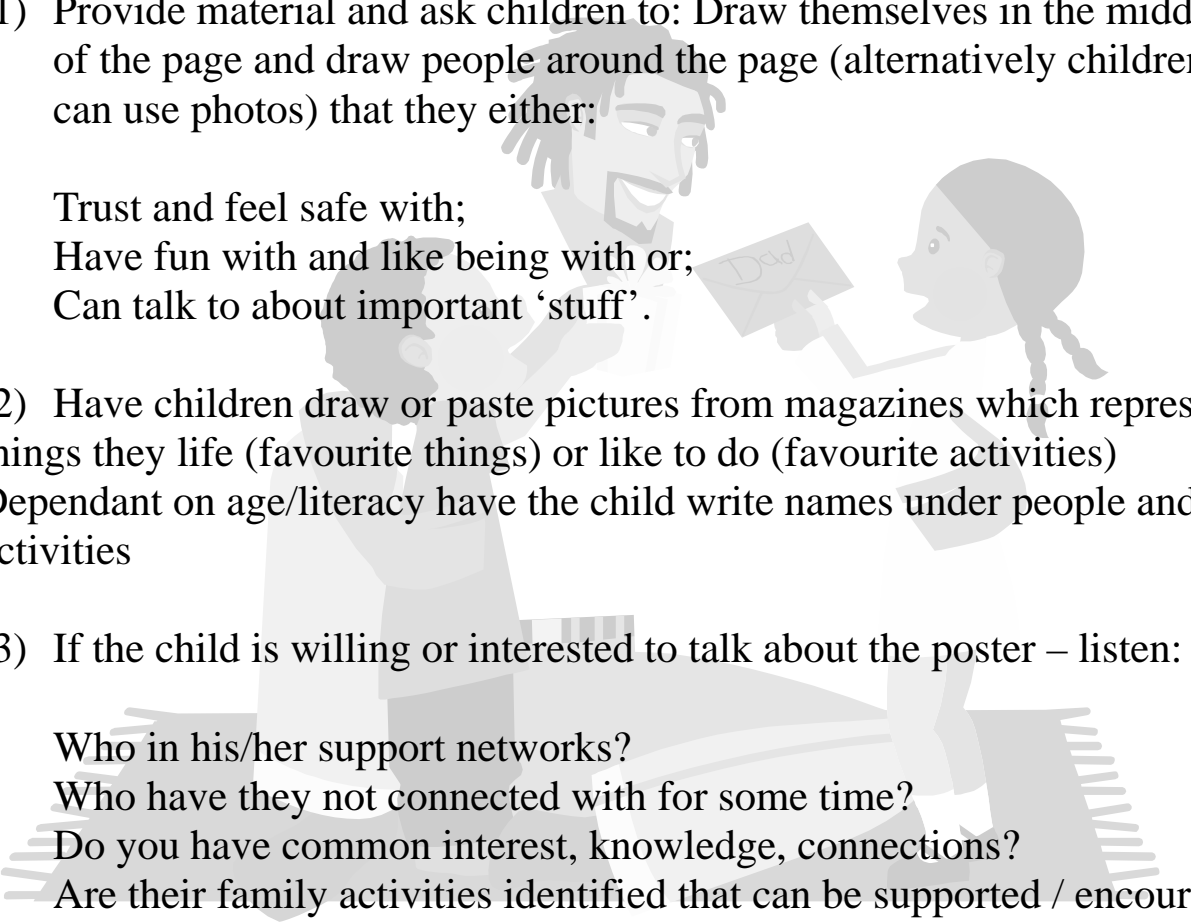 1) Provide material and ask children to: Draw themselves in the midd
of the page and draw people around the page (alternatively children
can use photos) that they either:
Trust and feel safe with;
Have fun with and like being with or;
Can talk to about important ‘stuff’.
Dad
2) Have children draw or paste pictures from magazines which repres
hings they life (favourite things) or like to do (favourite activities)
Dependant on age/literacy have the child write names under people and
ctivities
3) If the child is willing or interested to talk about the poster – listen:
Who in his/her support networks?
Who have they not connected with for some time?
Do you have common interest, knowledge, connections?
Are their family activities identified that can be supported / encour